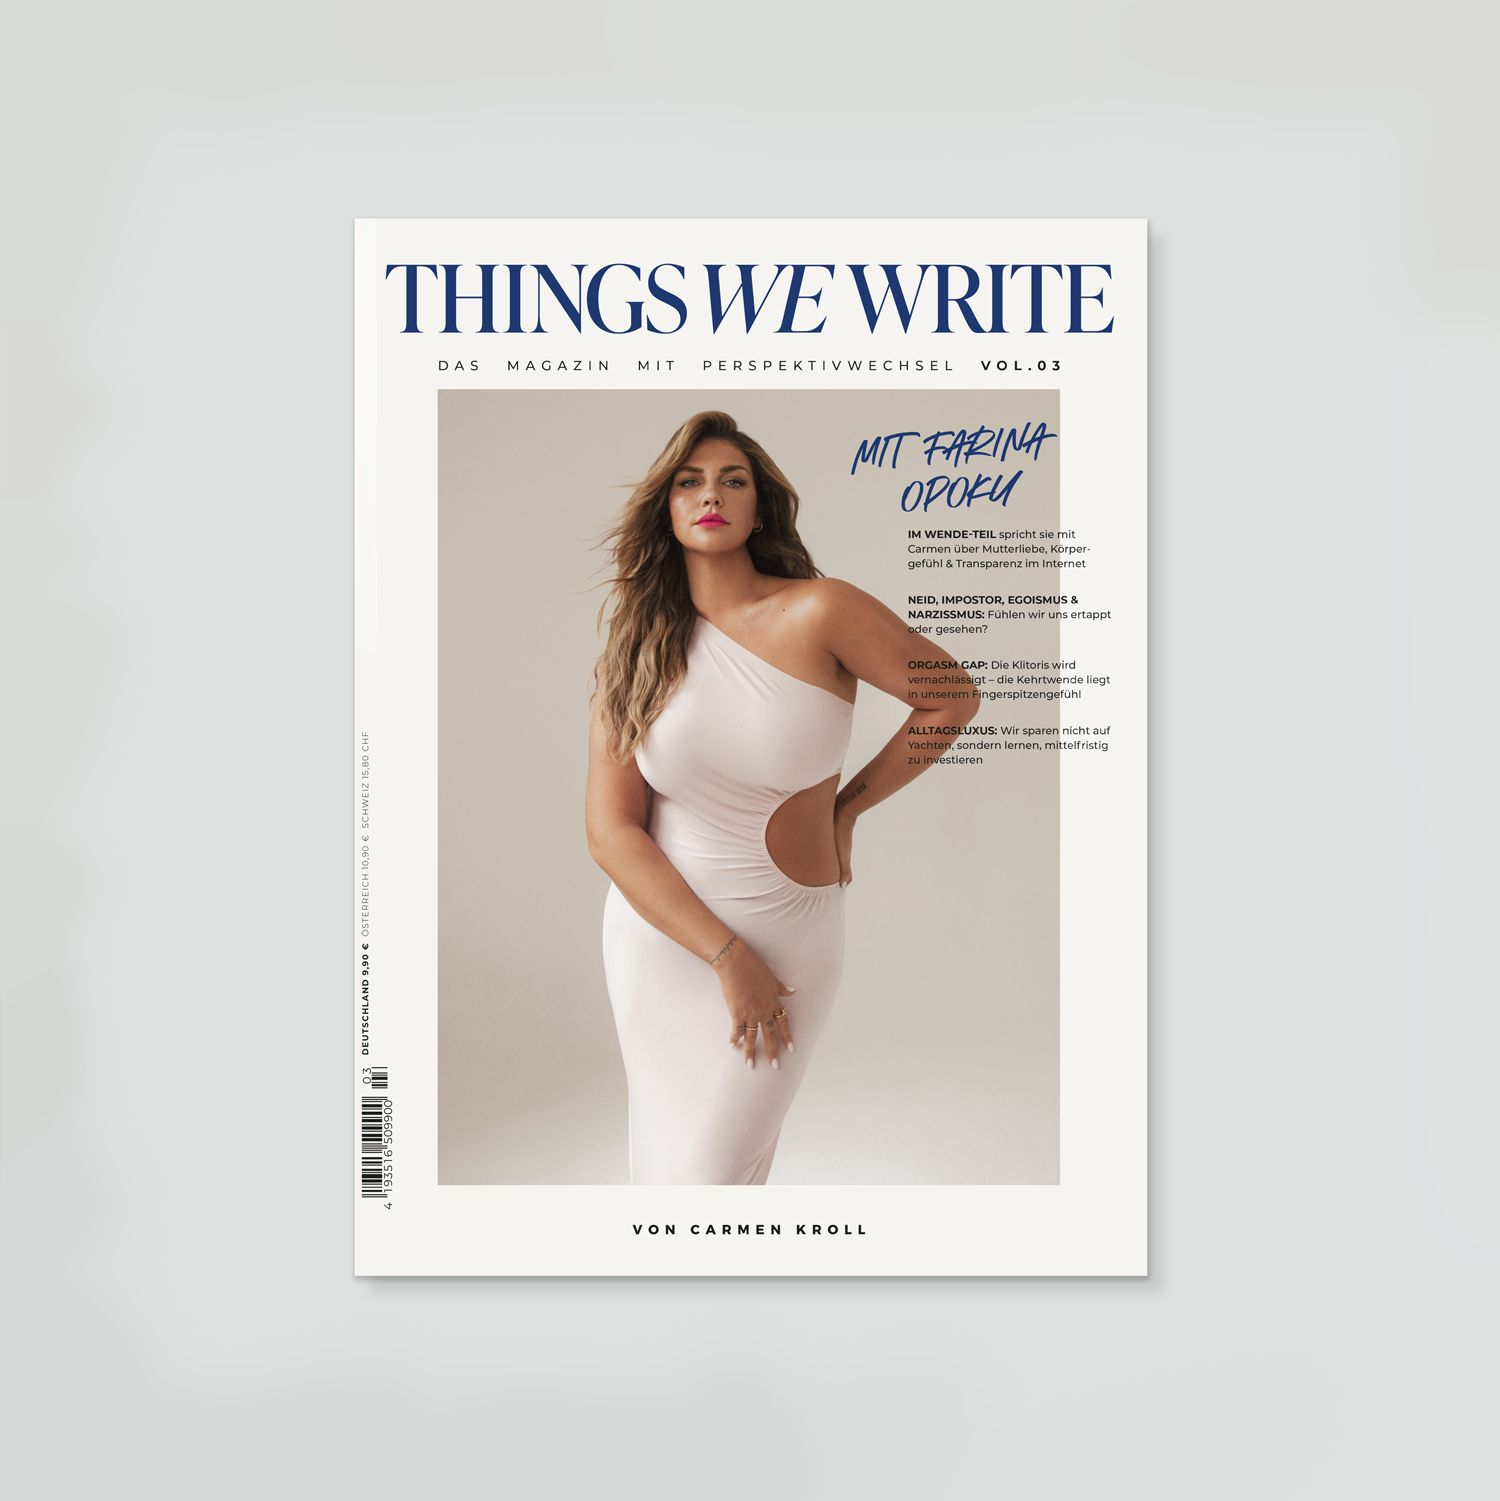 THINGS WE WRITE
DAS MAGAZIN MIT PERSPEKTIVWECHSEL VOL.03
MIT FARINA
OPOKU
IM WENDE-TEIL spricht sie mit
Carmen über Mutterliebe, Körper-
gefühl & Transparenz im Internet
NEID, IMPOSTOR, EGOISMUS &
NARZISSMUS: Fühlen wir uns ertappt
oder gesehen?
ORGASM GAP: Die Klitoris wird
vernachlässigt – die Kehrtwende liegt
in unserem Fingerspitzengefühl
ALLTAGSLUXUS: Wir sparen nicht auf
Yachten, sondern lernen, mittelfristig
zu investieren
DEUTSCHLAND 9,90 € ÖSTERREICH 10,90 € SCHWEIZ 15,80 CHF
4 193516 509900 03
VON CARMEN KROLL